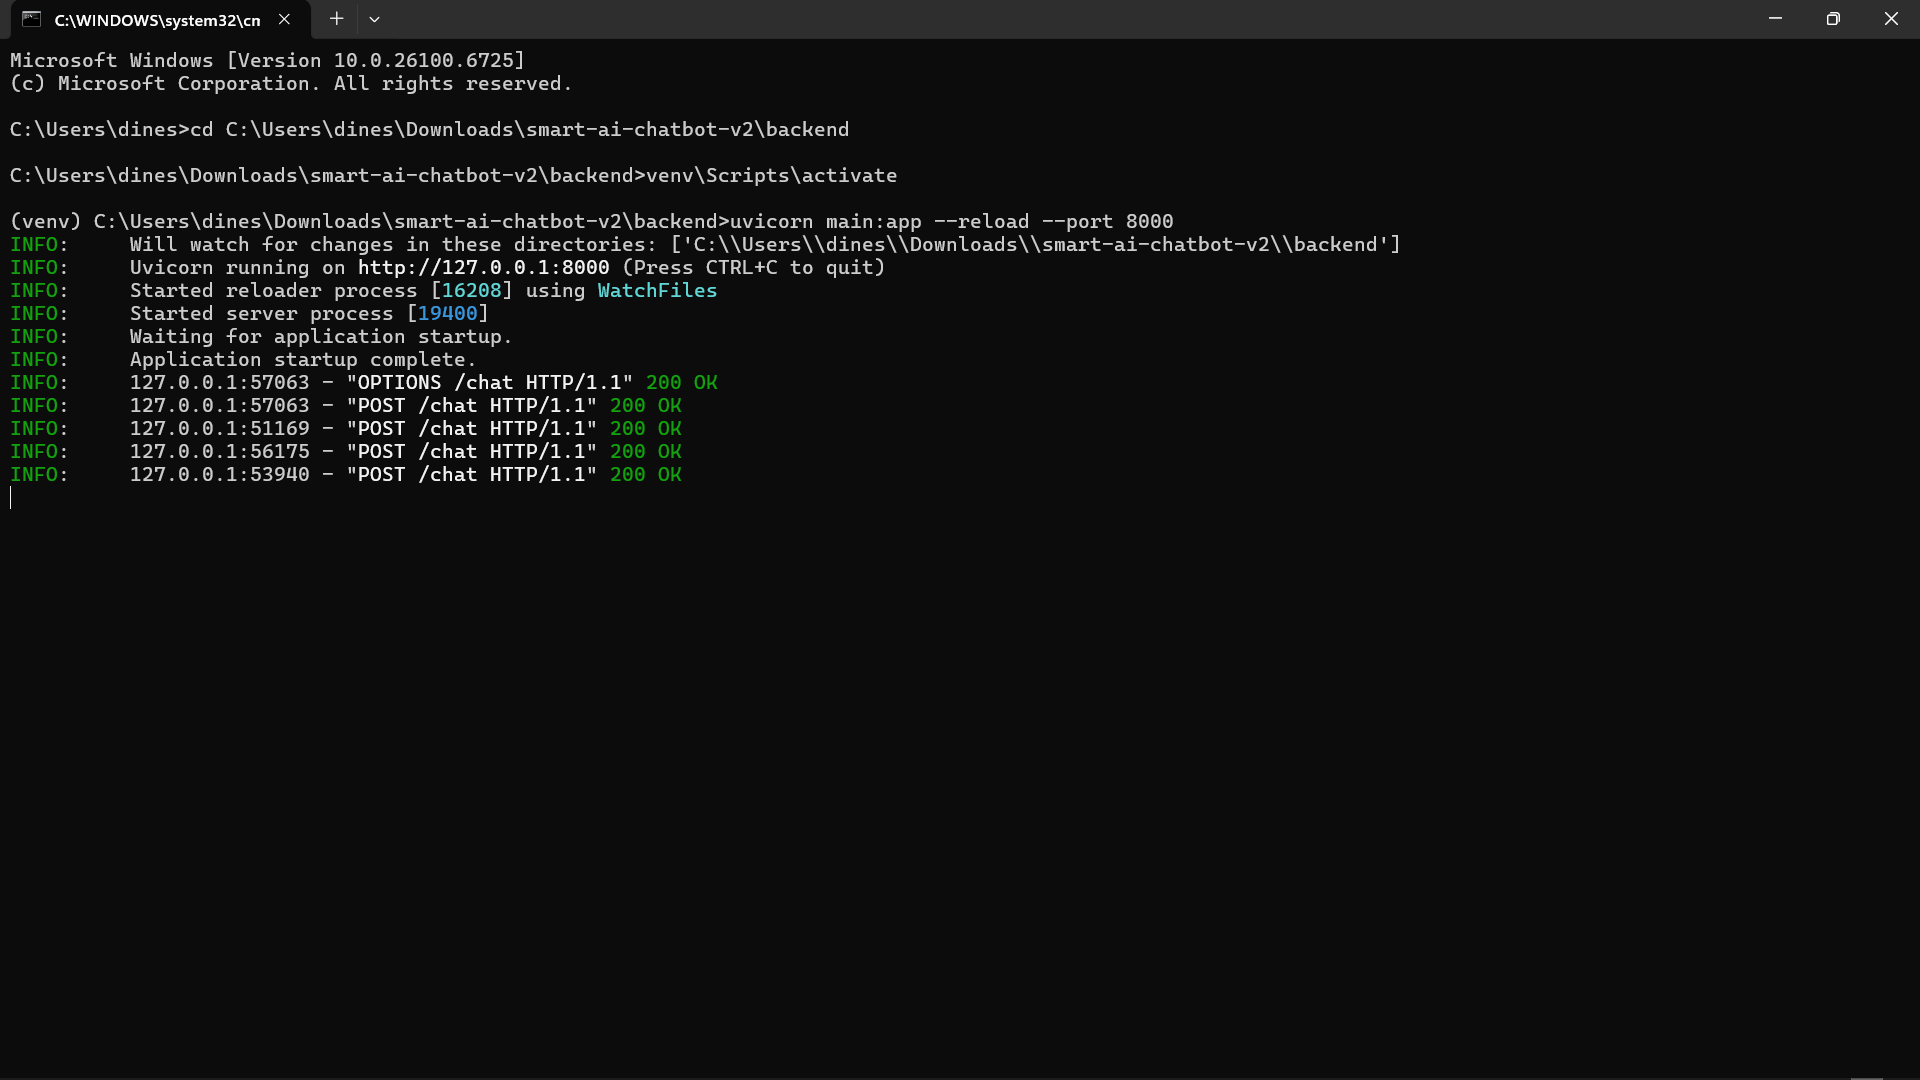 C:\WINDOWS\system32\cn
Microsoft Windows [Version 10.0.26100.6725]
(c) Microsoft Corporation. All rights reserved.
C:\Users\dines>cd C:\Users\dines\Downloads\smart-ai-chatbot-v2\backend
C:\Users\dines\Downloads\smart-ai-chatbot-v2\backend>venv\Scripts\activate
(venv) C:\Users\dines\Downloads\smart-ai-chatbot-v2\backend>uvicorn main:app --reload --port 8000
INFO:     Will watch for changes in these directories: ['C:\\Users\\dines\\Downloads\\smart-ai-chatbot-v2\\backend']
INFO:     Uvicorn running on http://127.0.0.1:8000 (Press CTRL+C to quit)
INFO:     Started reloader process [16208] using WatchFiles
INFO:     Started server process [19400]
INFO:     Waiting for application startup.
INFO:     Application startup complete.
INFO:     127.0.0.1:57063 - "OPTIONS /chat HTTP/1.1" 200 OK
INFO:     127.0.0.1:57063 - "POST /chat HTTP/1.1" 200 OK
INFO:     127.0.0.1:51169 - "POST /chat HTTP/1.1" 200 OK
INFO:     127.0.0.1:56175 - "POST /chat HTTP/1.1" 200 OK
INFO:     127.0.0.1:53940 - "POST /chat HTTP/1.1" 200 OK